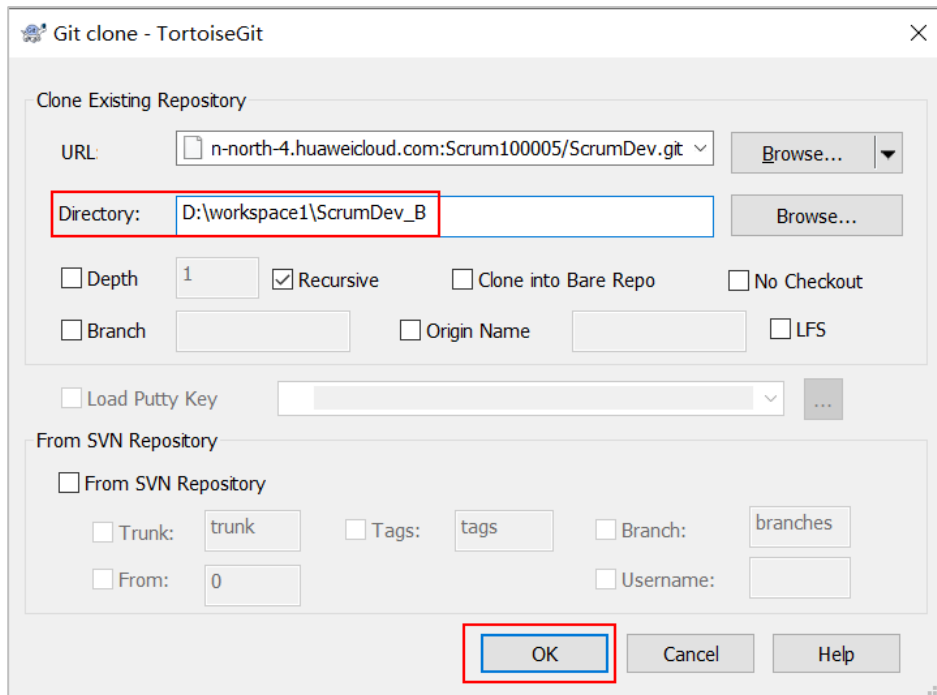 Git clone - TortoiseGit
Clone Existing Repository
URL: n-north-4.huaweicloud.com:Scrum100005/ScrumDev.git Browse...
Directory: D:\workspace1\ScrumDev_B Browse...
Depth 1 Recursive Clone into Bare Repo No Checkout
Branch Origin Name LFS
Load Putty Key ...
From SVN Repository
From SVN Repository
Trunk: trunk Tags: tags Branch: branches
From: 0 Username:
OK Cancel Help